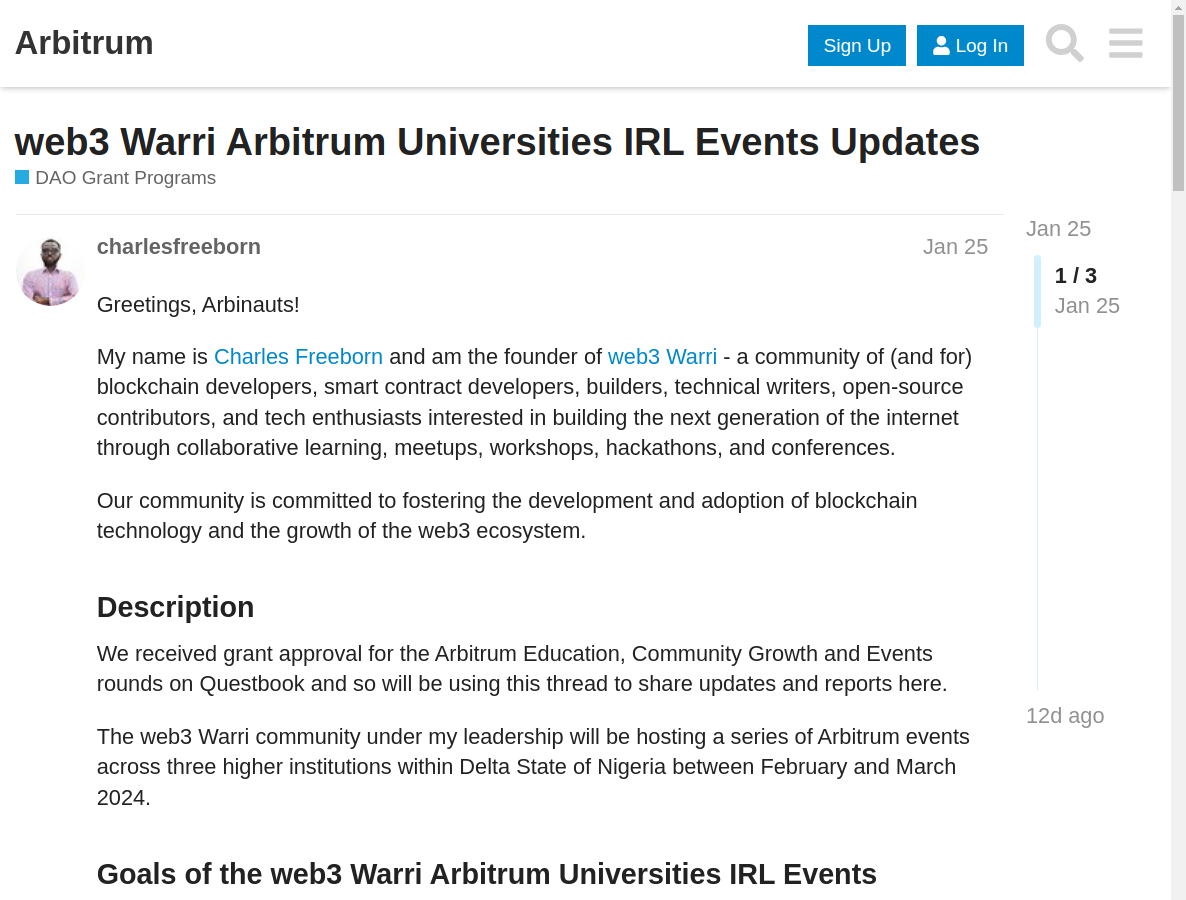 Arbitrum
Sign Up
Log In
web3 Warri Arbitrum Universities IRL Events Updates
DAO Grant Programs
charlesfreeborn
Jan 25
Jan 25
1 / 3
Jan 25
Greetings, Arbinauts!
My name is Charles Freeborn and am the founder of web3 Warri - a community of (and for)
blockchain developers, smart contract developers, builders, technical writers, open-source
contributors, and tech enthusiasts interested in building the next generation of the internet
through collaborative learning, meetups, workshops, hackathons, and conferences.
Our community is committed to fostering the development and adoption of blockchain
technology and the growth of the web3 ecosystem.
Description
We received grant approval for the Arbitrum Education, Community Growth and Events
rounds on Questbook and so will be using this thread to share updates and reports here.
12d ago
The web3 Warri community under my leadership will be hosting a series of Arbitrum events
across three higher institutions within Delta State of Nigeria between February and March
2024.
Goals of the web3 Warri Arbitrum Universities IRL Events